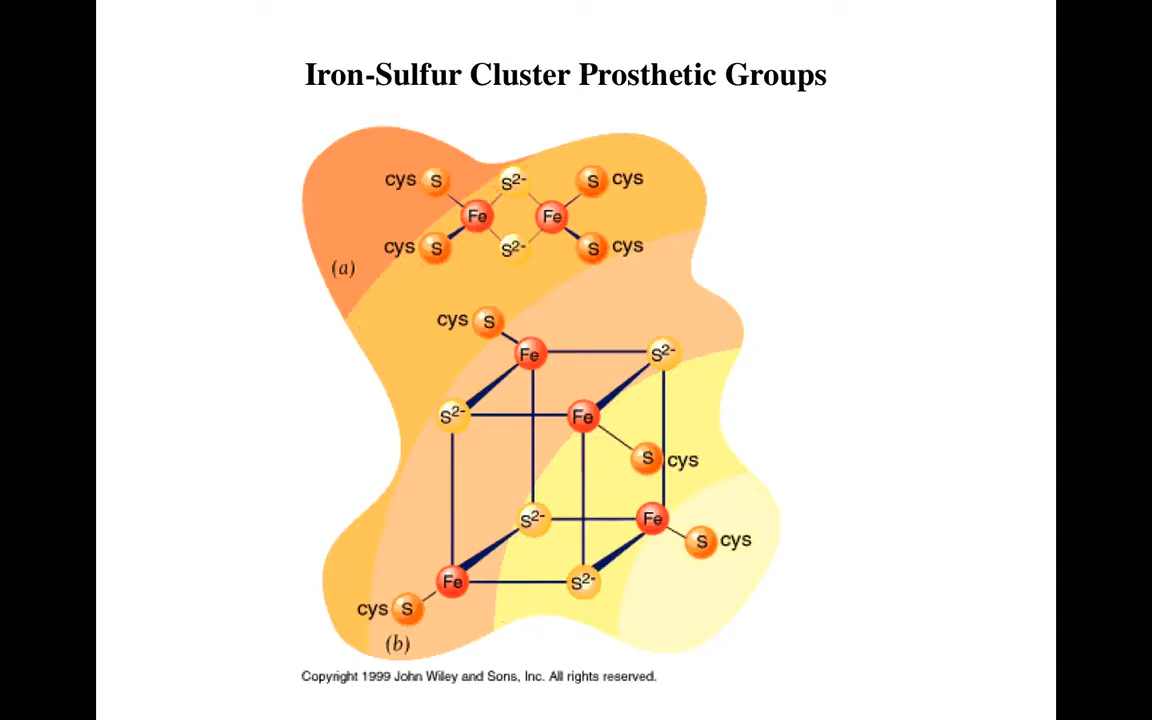 Iron-Sulfur Cluster Prosthetic Groups
cys S S2- S cys
Fe Fe
cys S S2- S cys
(a)
cys S
Fe S2-
S2- Fe
S cys
S2- Fe
S cys
Fe S2-
cys S
(b)
Copyright 1999 John Wiley and Sons, Inc. All rights reserved.